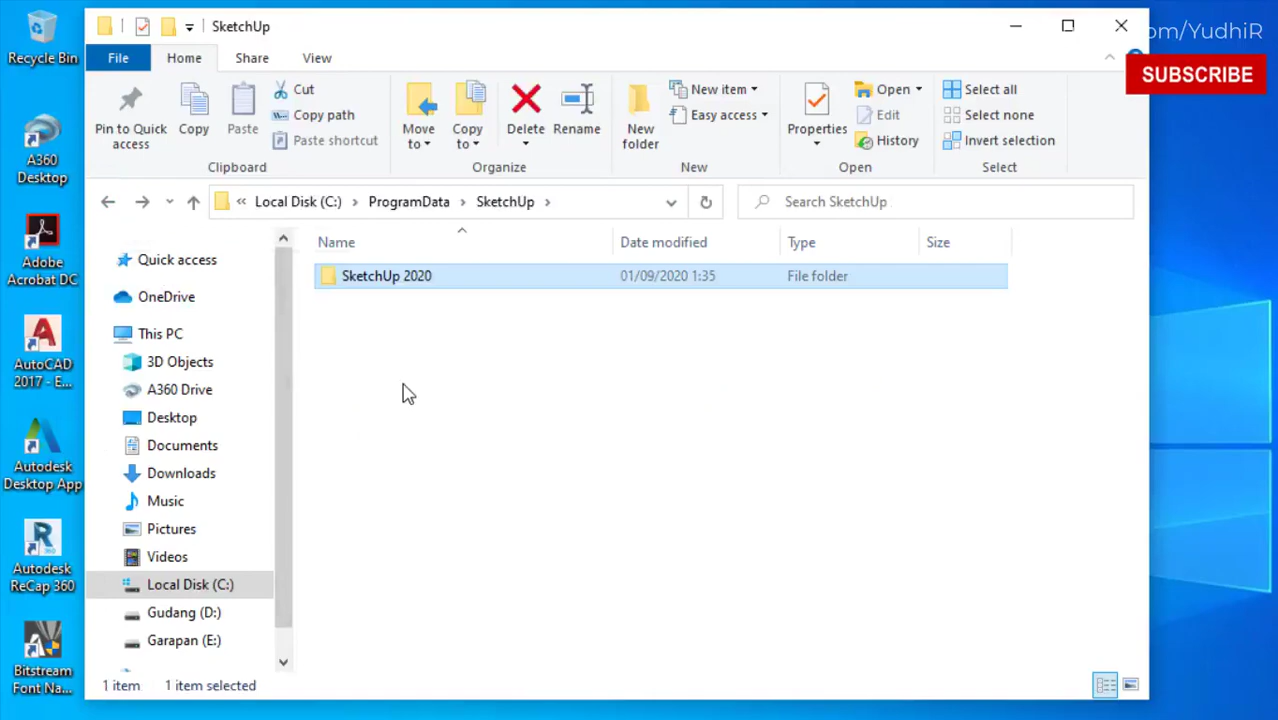 SketchUp
om/YudhiR
SUBSCRIBE
File
Home
Share
View
Pin to Quick
access
Copy
Paste
Cut
Copy path
Paste shortcut
Clipboard
Move
to
Copy
to
Delete
Rename
Organize
New
folder
New item
Easy access
New
Properties
Open
Edit
History
Open
Select all
Select none
Invert selection
Select
« Local Disk (C:) > ProgramData > SketchUp >
Search SketchUp
Name
Date modified
Type
Size
SketchUp 2020
01/09/2020 1:35
File folder
Quick access
OneDrive
This PC
3D Objects
A360 Drive
Desktop
Documents
Downloads
Music
Pictures
Videos
Local Disk (C:)
Gudang (D:)
Garapan (E:)
1 item
1 item selected
Recycle Bin
A360
Desktop
Adobe
Acrobat DC
AutoCAD
2017 - E...
Autodesk
Desktop App
Autodesk
ReCap 360
Bitstream
Font Na...